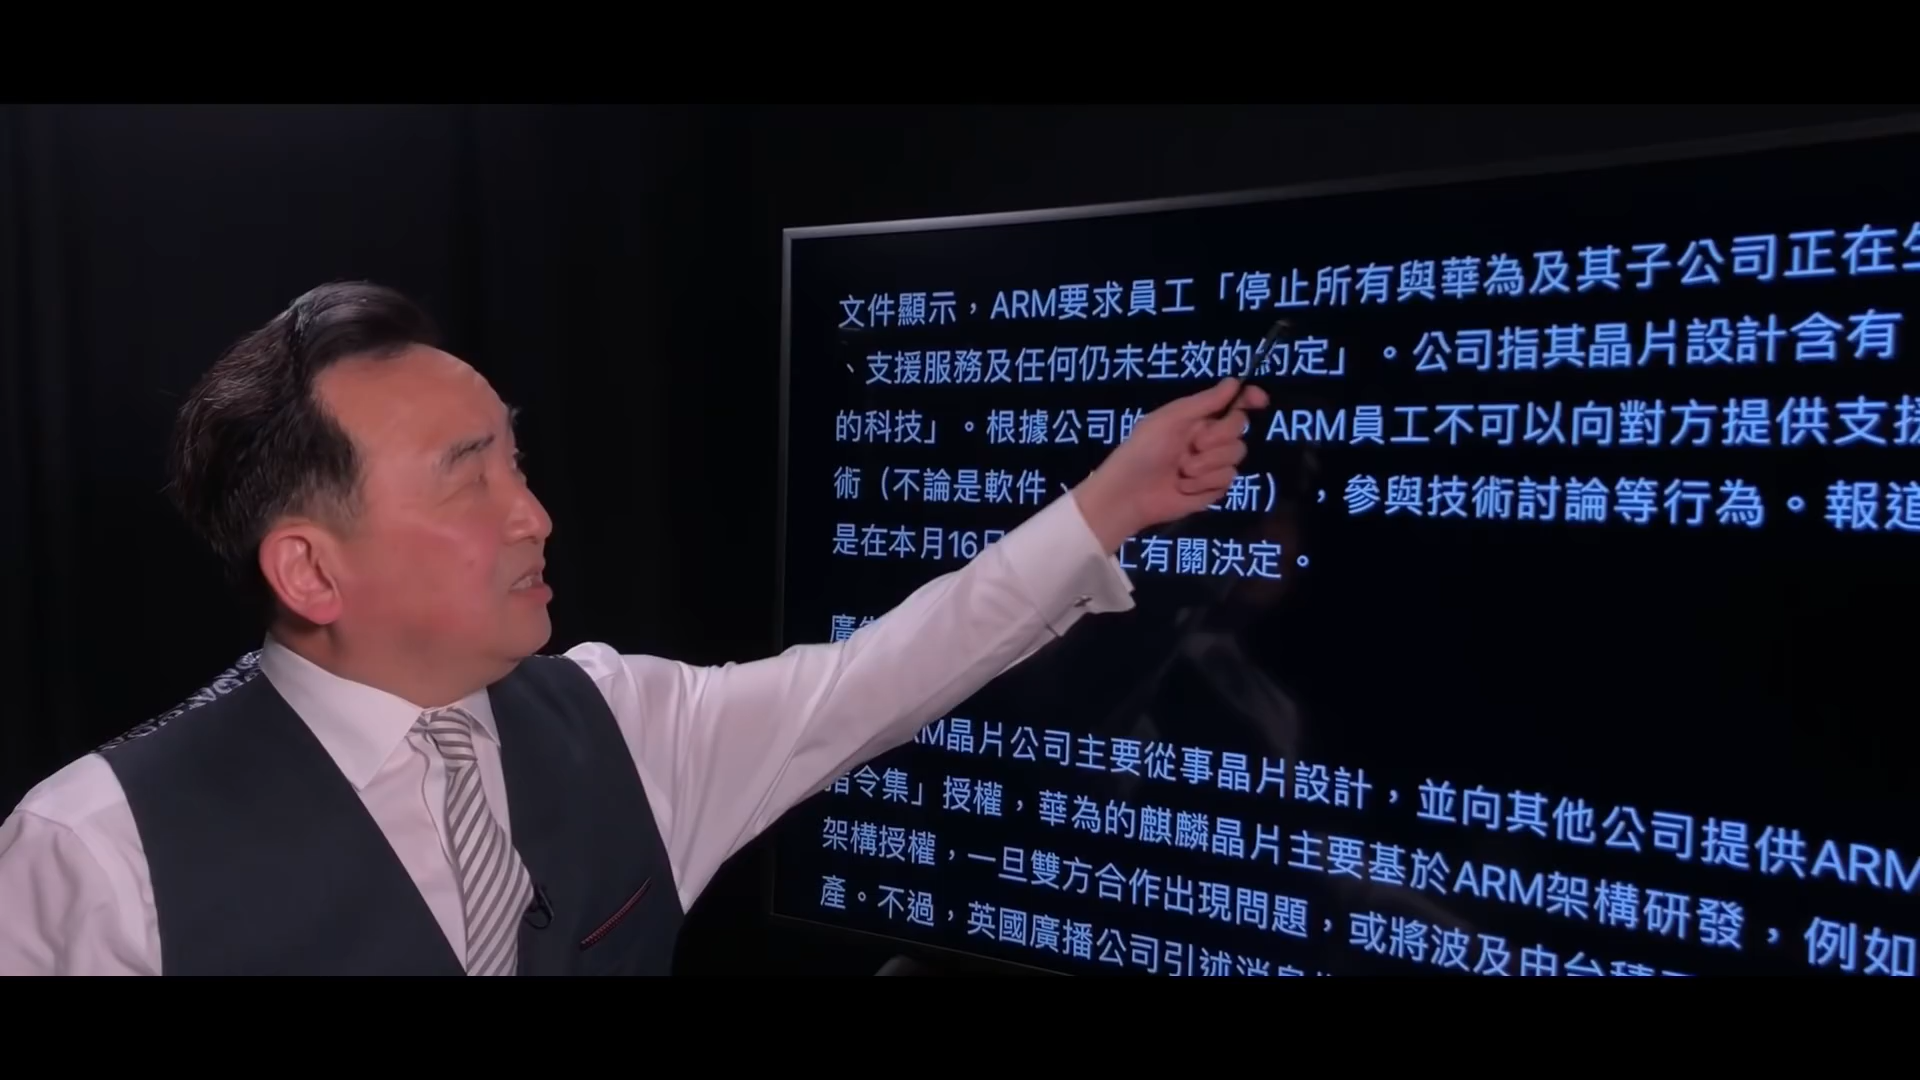 文件顯示，ARM要求員工「停止所有與華為及其子公司正在生
、支援服務及任何仍未生效的約定」。公司指其晶片設計含有
的科技」。根據公司的 ARM員工不可以向對方提供支援
術（不論是軟件、 更新），參與技術討論等行為。報道
是在本月16日 工有關決定。
廣告
ARM晶片公司主要從事晶片設計，並向其他公司提供ARM
指令集」授權，華為的麒麟晶片主要基於ARM架構研發，例如
架構授權，一旦雙方合作出現問題，或將波及由台積
產。不過，英國廣播公司引述消息